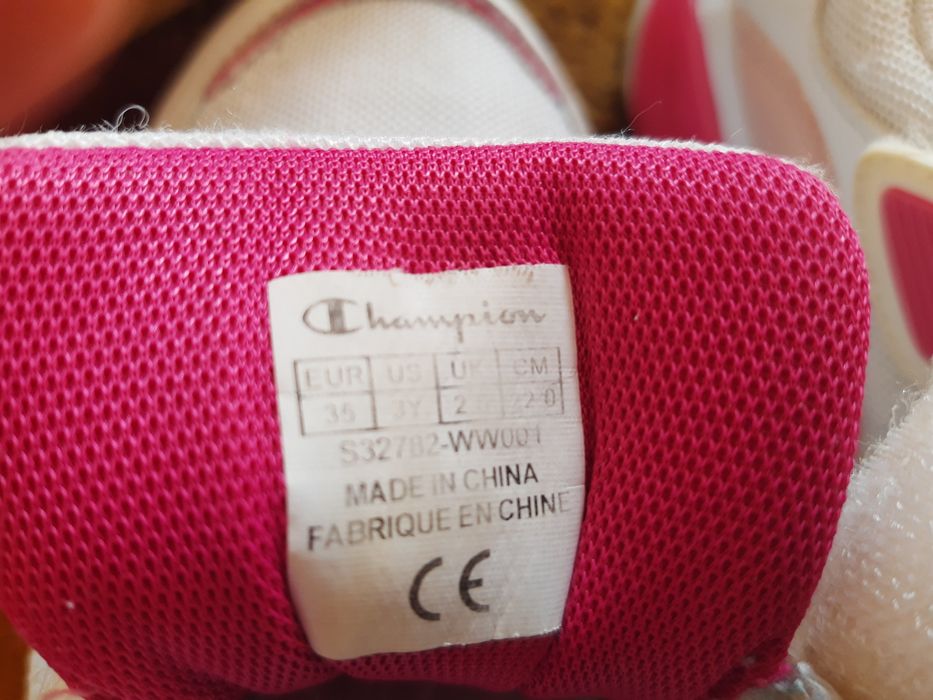 Champion
EUR US UK CM
35 3Y 2 22.0
S32782-WW001
MADE IN CHINA
FABRIQUE EN CHINE
CE